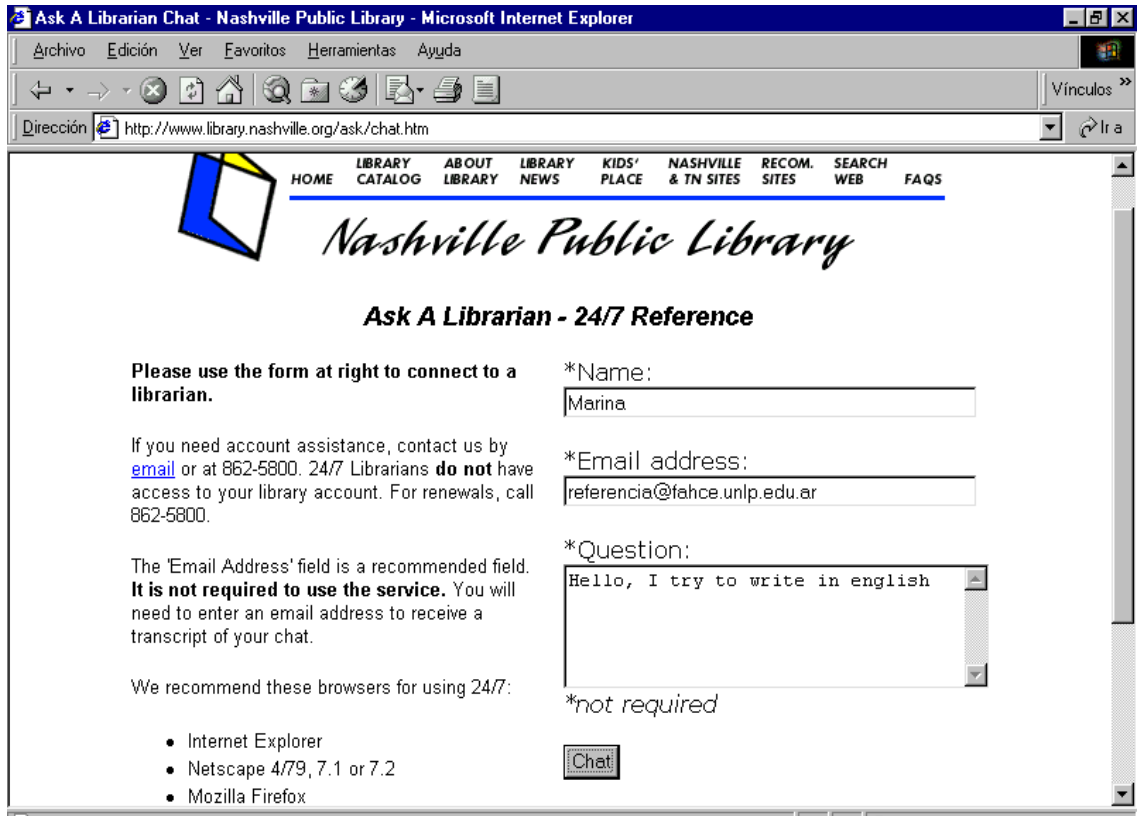 Ask A Librarian Chat - Nashville Public Library - Microsoft Internet Explorer
Archivo Edición Ver Favoritos Herramientas Ayuda
Vínculos »
Dirección http://www.library.nashville.org/ask/chat.htm Ir a
HOME LIBRARY CATALOG ABOUT LIBRARY LIBRARY NEWS KIDS' PLACE NASHVILLE & TN SITES RECOM. SITES SEARCH WEB FAQS
Nashville Public Library
Ask A Librarian - 24/7 Reference
Please use the form at right to connect to a
librarian.
If you need account assistance, contact us by
email or at 862-5800. 24/7 Librarians do not have
access to your library account. For renewals, call
862-5800.
The 'Email Address' field is a recommended field.
It is not required to use the service. You will
need to enter an email address to receive a
transcript of your chat.
We recommend these browsers for using 24/7:
• Internet Explorer
• Netscape 4/79, 7.1 or 7.2
• Mozilla Firefox
*Name:
Marina
*Email address:
referencia@fahce.unlp.edu.ar
*Question:
Hello, I try to write in english
*not required
Chat